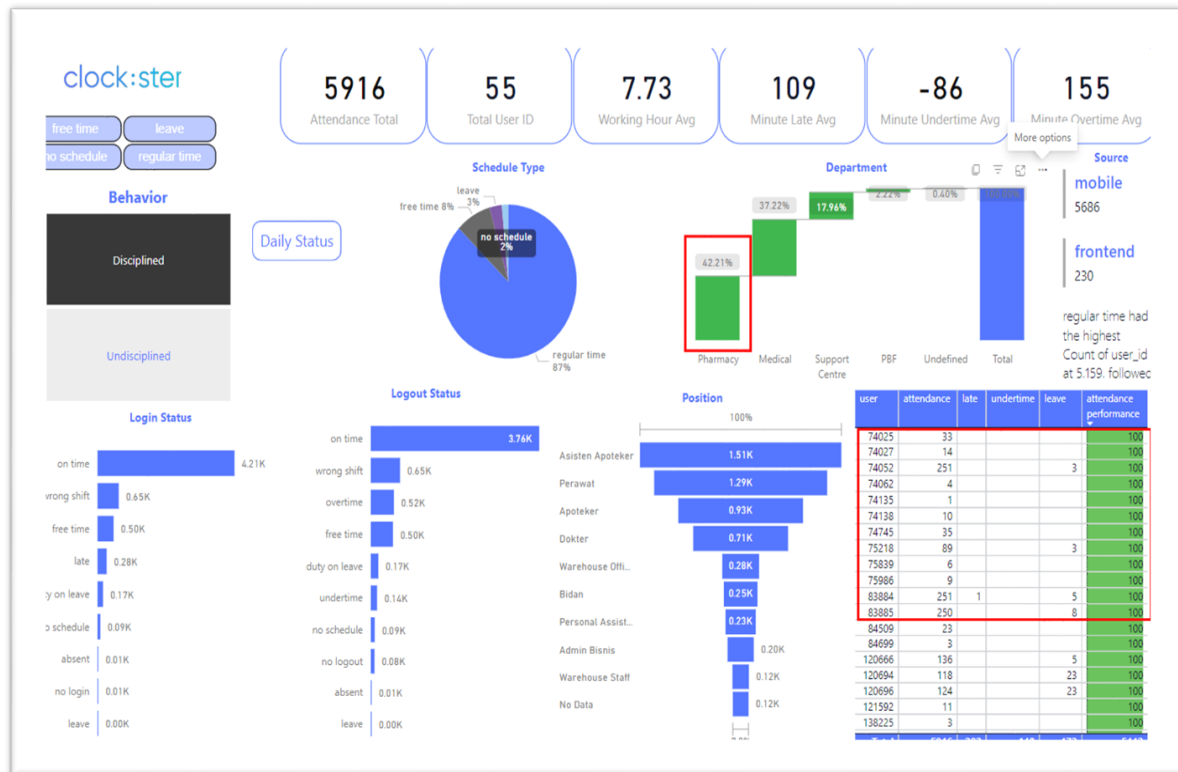 clock:ster
5916
Attendance Total
55
Total User ID
7.73
Working Hour Avg
109
Minute Late Avg
-86
Minute Undertime Avg
155
Minute Overtime Avg
More options
free time
leave
no schedule
regular time
Behavior
Disciplined
Undisciplined
Daily Status
Schedule Type
leave
3%
free time 8%
no schedule
2%
regular time
87%
Department
42.21%
37.22%
17.96%
2.22%
0.40%
Pharmacy
Medical
Support
Centre
PBF
Undefined
Total
Source
mobile
5686
frontend
230
regular time had
the highest
Count of user_id
at 5.159. followed
Login Status
on time 4.21K
wrong shift 0.65K
free time 0.50K
late 0.28K
y on leave 0.17K
schedule 0.09K
absent 0.01K
no login 0.01K
leave 0.00K
Logout Status
on time 3.76K
wrong shift 0.65K
overtime 0.52K
free time 0.50K
duty on leave 0.17K
undertime 0.14K
no schedule 0.09K
no logout 0.08K
absent 0.01K
leave 0.00K
Position
100%
Asisten Apoteker 1.51K
Perawat 1.29K
Apoteker 0.93K
Dokter 0.71K
Warehouse Offi... 0.28K
Bidan 0.25K
Personal Assist... 0.23K
Admin Bisnis 0.20K
Warehouse Staff 0.12K
No Data 0.12K
user attendance late undertime leave attendance
performance
74025 33 100
74027 14 100
74052 251 3 100
74062 4 100
74135 1 100
74138 10 100
74745 35 100
75218 89 3 100
75839 6 100
75986 9 100
83884 251 1 5 100
83885 250 8 100
84509 23 100
84699 3 100
120666 136 5 100
120694 118 23 100
120696 124 23 100
121592 11 100
138225 3 100